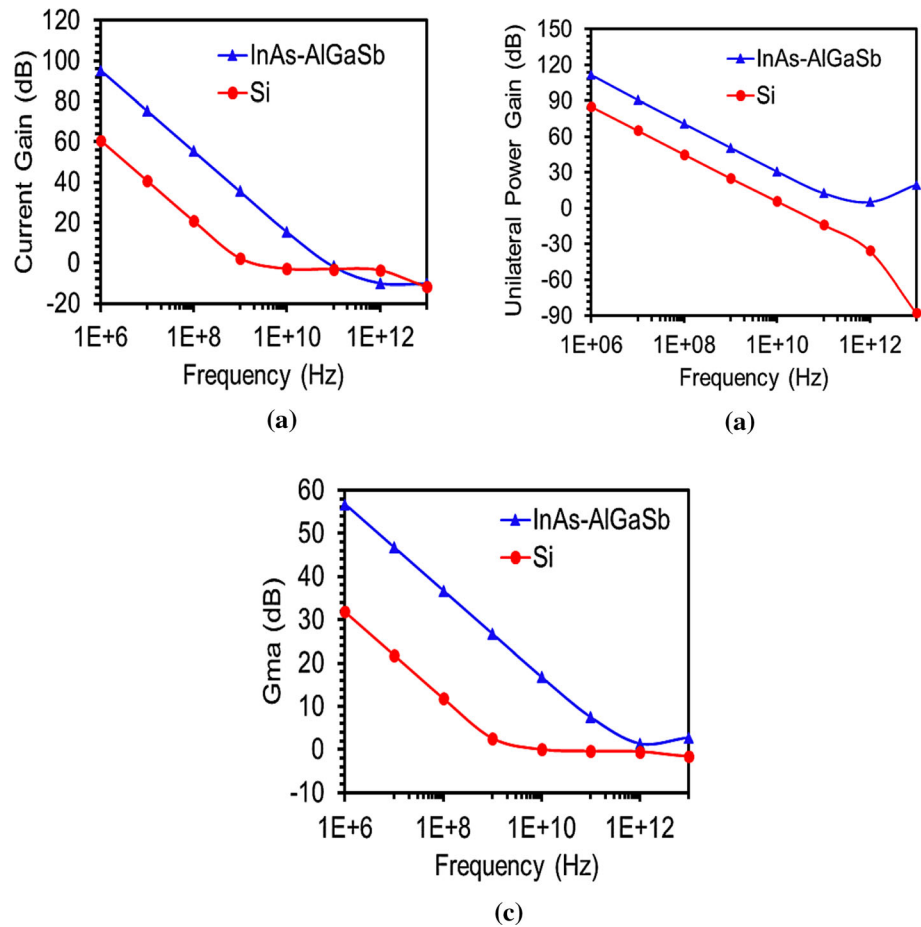 Current Gain (dB)
120
100
80
60
40
20
0
-20
InAs-AlGaSb
Si
1E+6 1E+8 1E+10 1E+12
Frequency (Hz)
(a)
Unilateral Power Gain (dB)
150
120
90
60
30
0
-30
-60
-90
InAs-AlGaSb
Si
1E+06 1E+08 1E+10 1E+12
Frequency (Hz)
(a)
Gma (dB)
60
50
40
30
20
10
0
-10
InAs-AlGaSb
Si
1E+6 1E+8 1E+10 1E+12
Frequency (Hz)
(c)